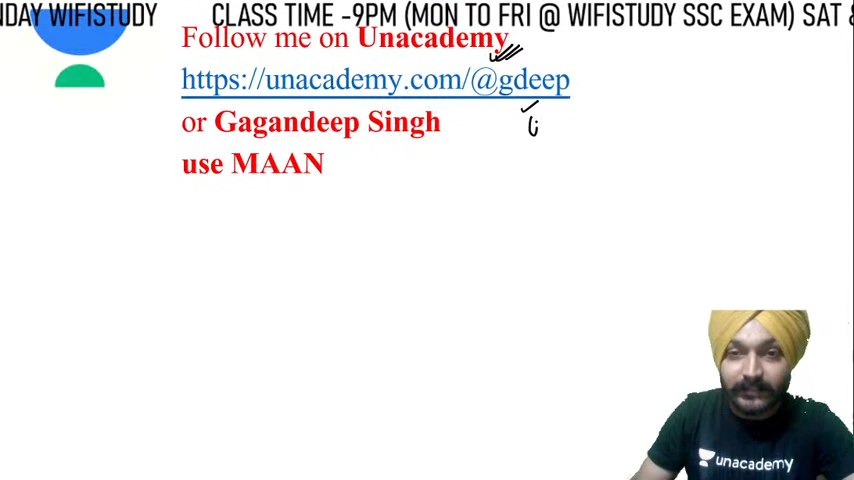 NDAY WIFISTUDY CLASS TIME -9PM (MON TO FRI @ WIFISTUDY SSC EXAM) SAT &
Follow me on Unacademy
https://unacademy.com/@gdeep
or Gagandeep Singh
use MAAN
unacademy